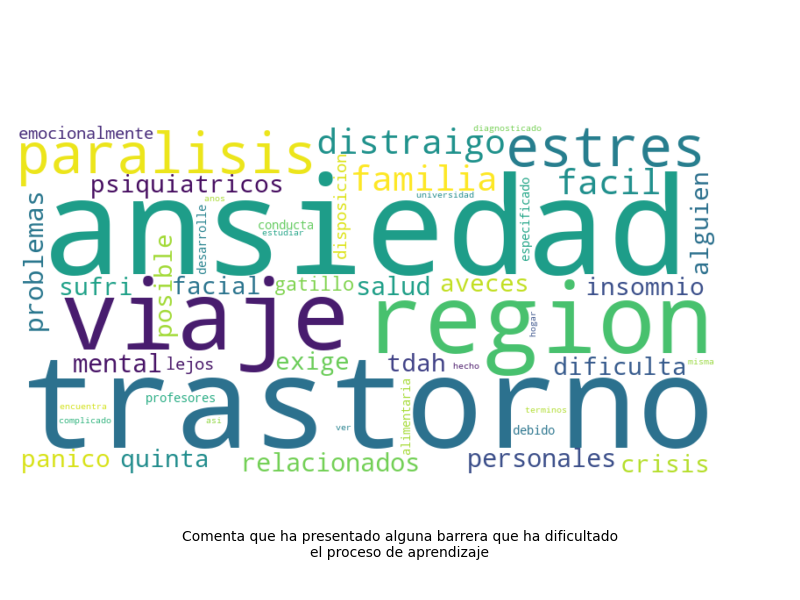 diagnosticado
emocionalmente
paralisis
distraigo
estres
psiquiatricos
familia
facil
ansiedad
universidad
anos
problemas
desarrolle
conducta
estudiar
disposicion
especificado
alguien
posible
sufri
facial
gatillo
salud
aveces
insomnio
viaje
region
hogar
mental
lejos
exige
tdah
hecho
dificulta
misma
trastorno
profesores
encuentra
complicado
asi
ver
alimentaria
terminos
debido
panico
quinta
relacionados
personales
crisis
Comenta que ha presentado alguna barrera que ha dificultado
el proceso de aprendizaje